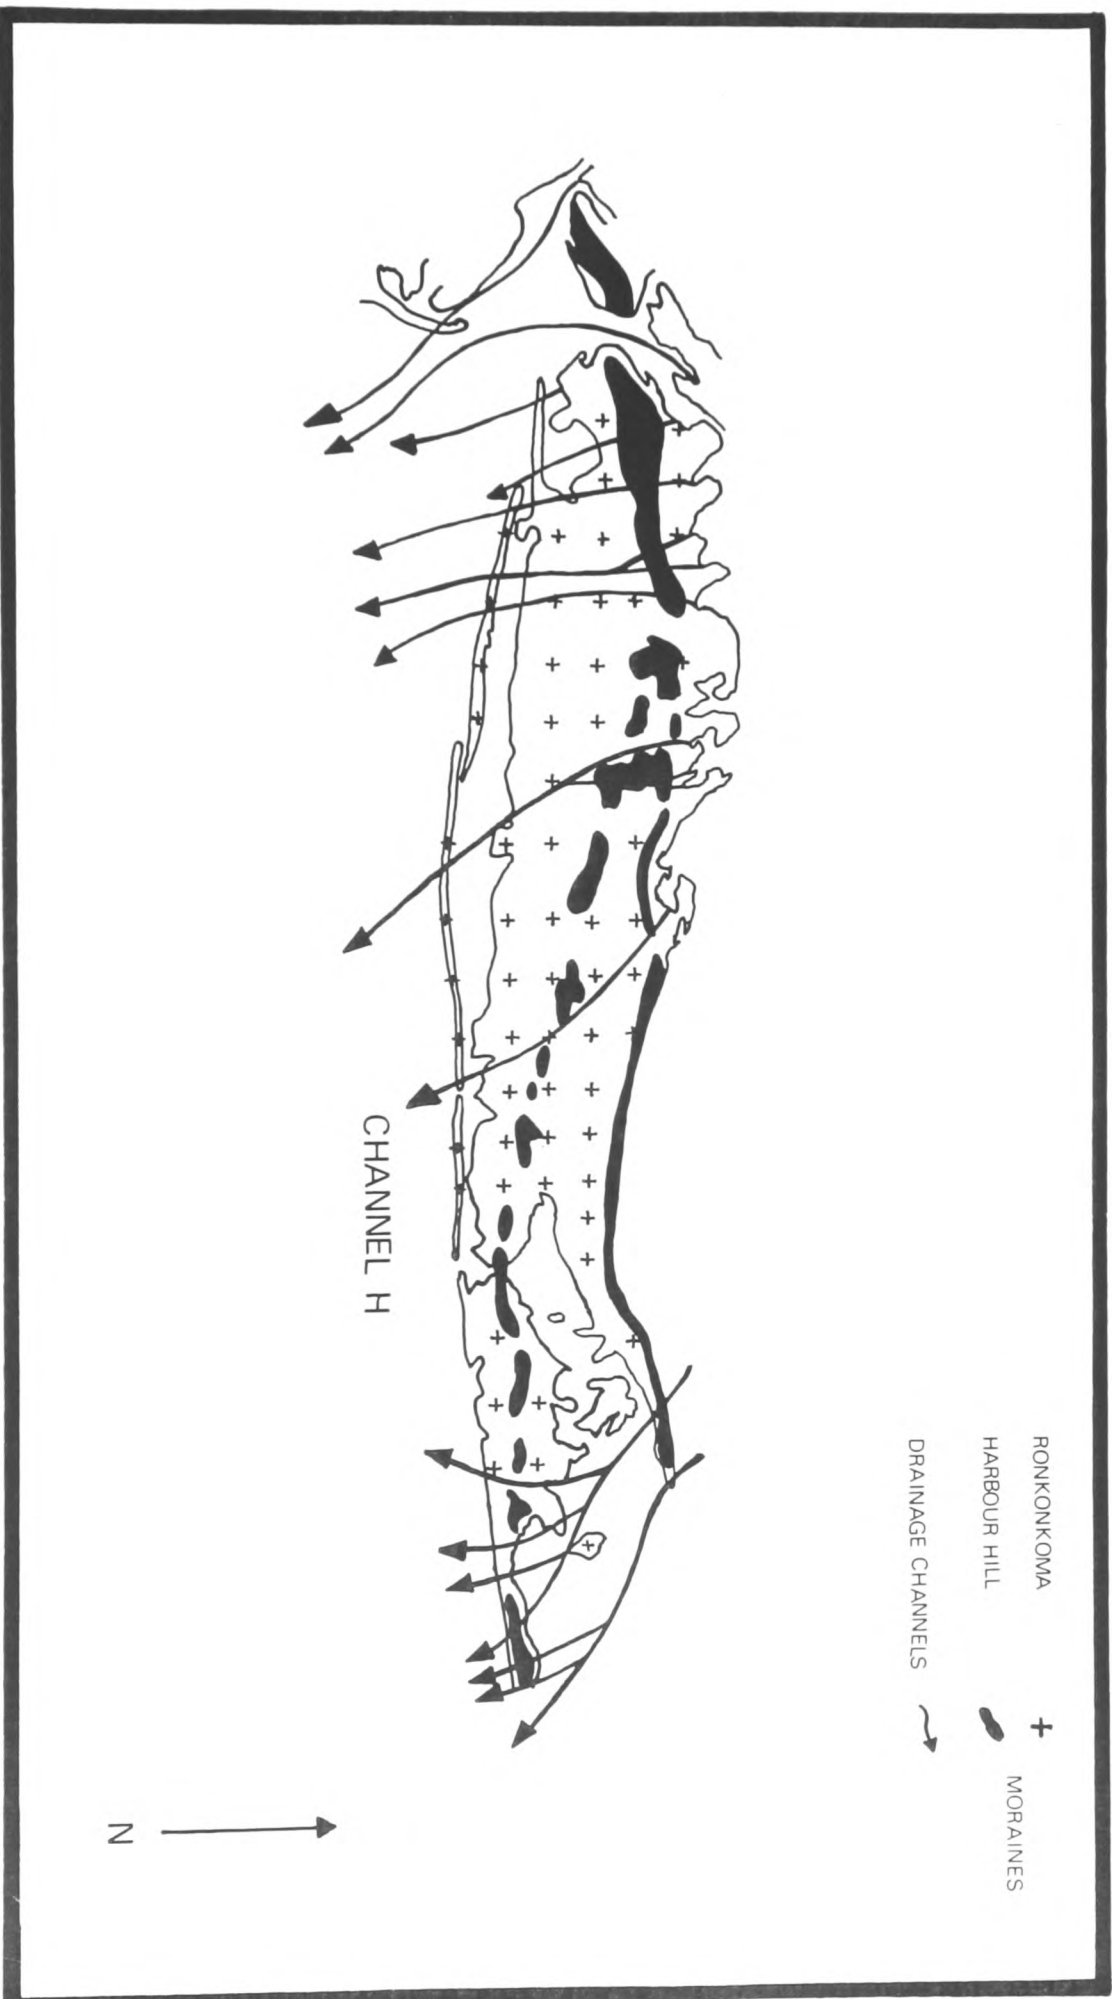 RONKONKOMA +
HARBOUR HILL
MORAINES
DRAINAGE CHANNELS
CHANNEL H
N